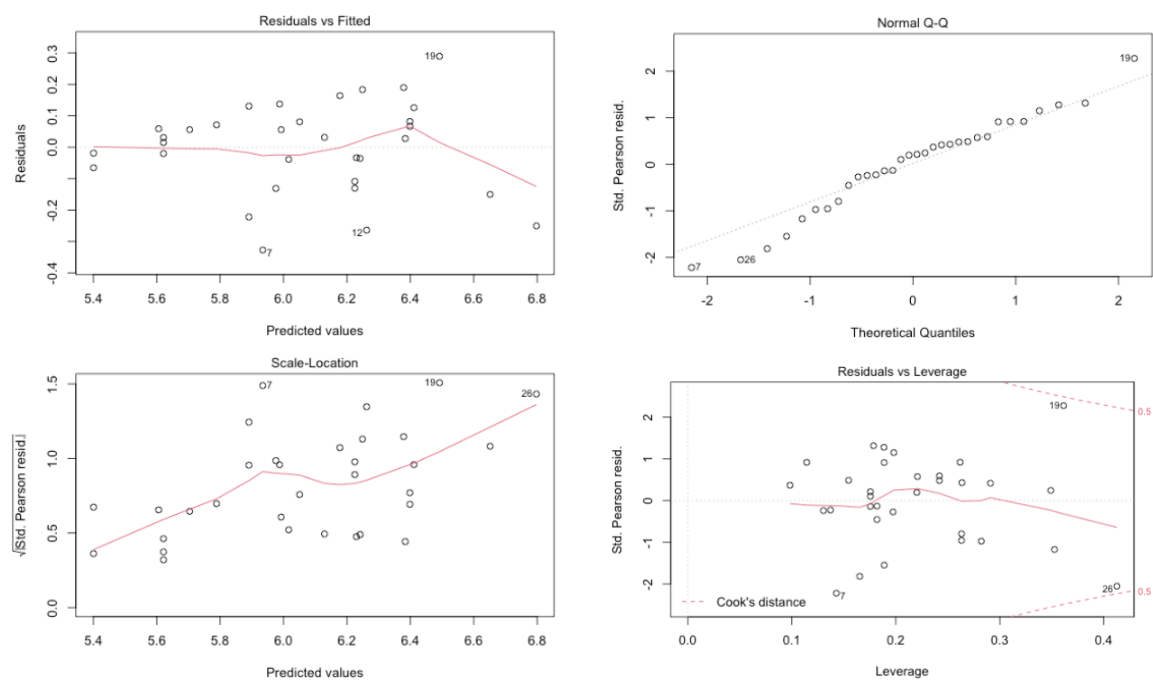 Residuals vs Fitted
Residuals
0.3
0.2
0.1
0.0
-0.2
-0.4
19
12
7
5.4 5.6 5.8 6.0 6.2 6.4 6.6 6.8
Predicted values
Normal Q-Q
Std. Pearson resid.
2
1
0
-1
-2
19
7
26
-2 -1 0 1 2
Theoretical Quantiles
Scale-Location
√|Std. Pearson resid.|
1.5
1.0
0.5
0.0
7
19
26
5.4 5.6 5.8 6.0 6.2 6.4 6.6 6.8
Predicted values
Residuals vs Leverage
Std. Pearson resid.
2
1
0
-1
-2
19
0.5
7
26
0.5
Cook's distance
0.0 0.1 0.2 0.3 0.4
Leverage